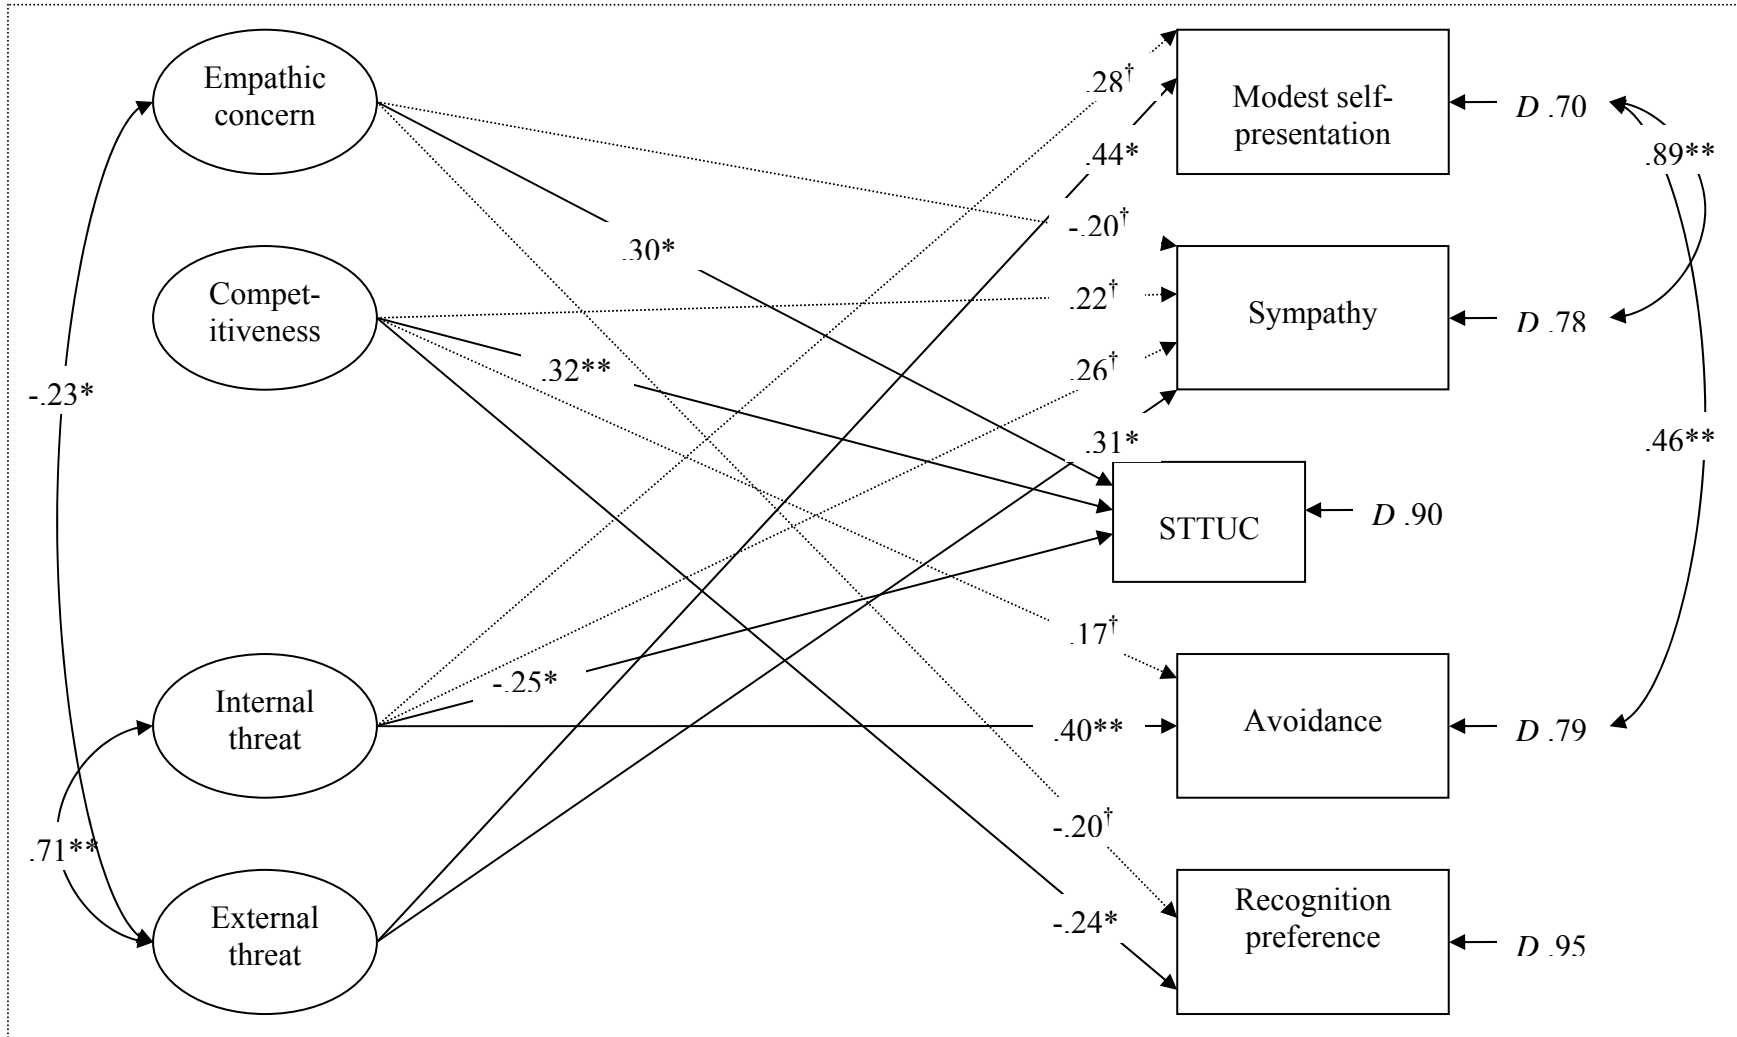 Empathic
concern
Compet-
itiveness
Internal
threat
External
threat
-.23*
.71**
.30*
.32**
-.25*
.28†
.44*
-.20†
.22†
.26†
.31*
.17†
.40**
-.20†
-.24*
Modest self-
presentation
Sympathy
STTUC
Avoidance
Recognition
preference
D .70
D .78
D .90
D .79
D .95
.89**
.46**